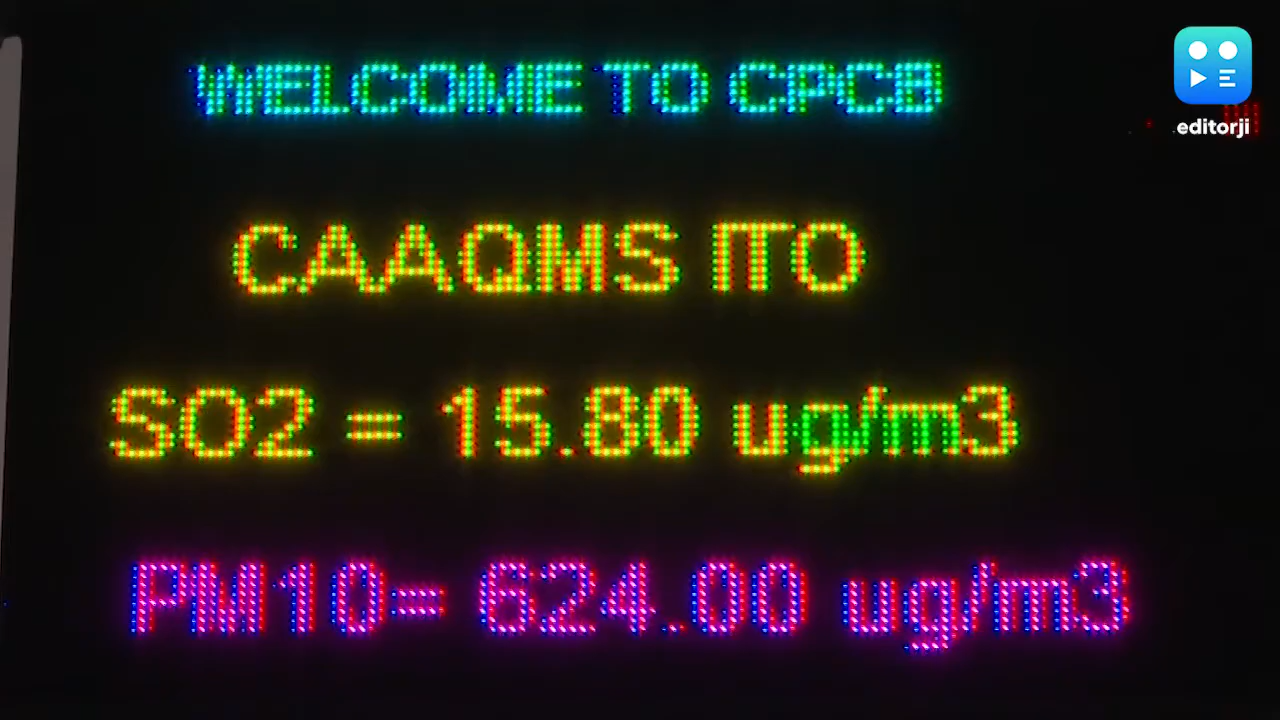 WELCOME TO CPCB
editorji
CAAQMS ITO
SO2 = 15.80 ug/m3
PM10= 624.00 ug/m3